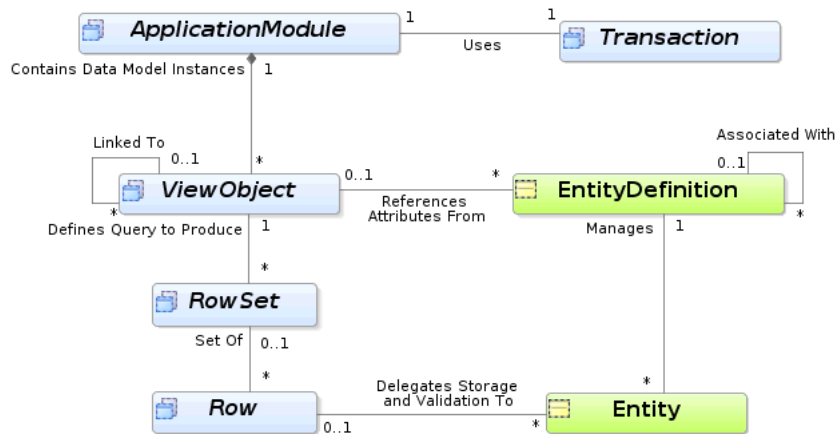 ApplicationModule
1
Uses
1
Transaction
Contains Data Model Instances
1
Linked To
0..1
*
*
ViewObject
0..1
References
Attributes From
*
EntityDefinition
Associated With
0..1
*
Defines Query to Produce
1
*
Manages
1
*
RowSet
Set Of
0..1
*
Row
0..1
Delegates Storage
and Validation To
*
Entity